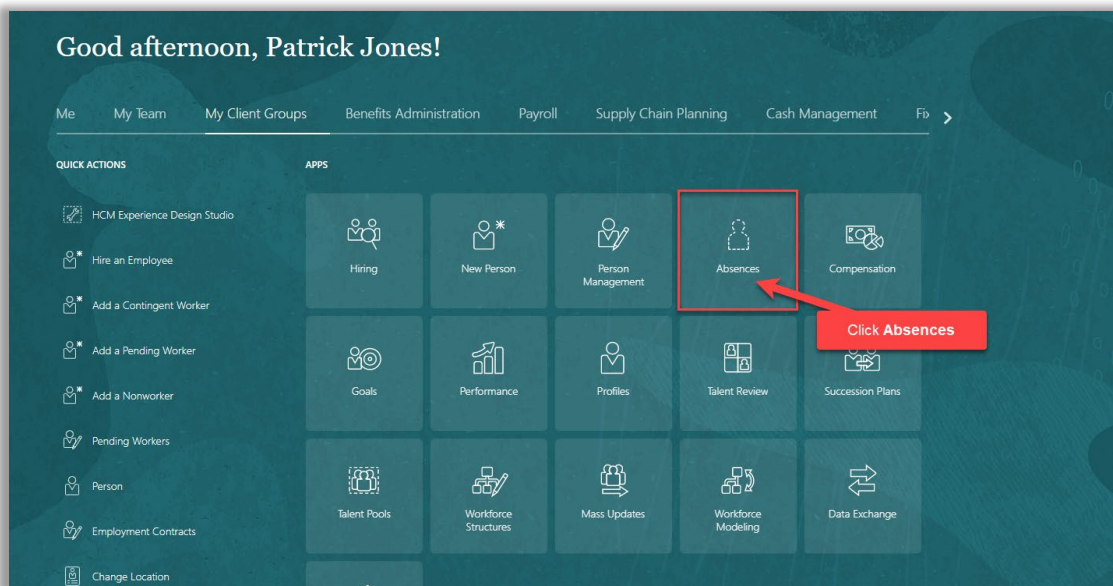 Good afternoon, Patrick Jones!
Me My Team My Client Groups Benefits Administration Payroll Supply Chain Planning Cash Management Fix
QUICK ACTIONS
HCM Experience Design Studio
Hire an Employee
Add a Contingent Worker
Add a Pending Worker
Add a Nonworker
Pending Workers
Person
Employment Contracts
Change Location
APPS
Hiring
New Person
Person
Management
Absences
Compensation
Click Absences
Goals
Performance
Profiles
Talent Review
Succession Plans
Talent Pools
Workforce
Structures
Mass Updates
Workforce
Modeling
Data Exchange